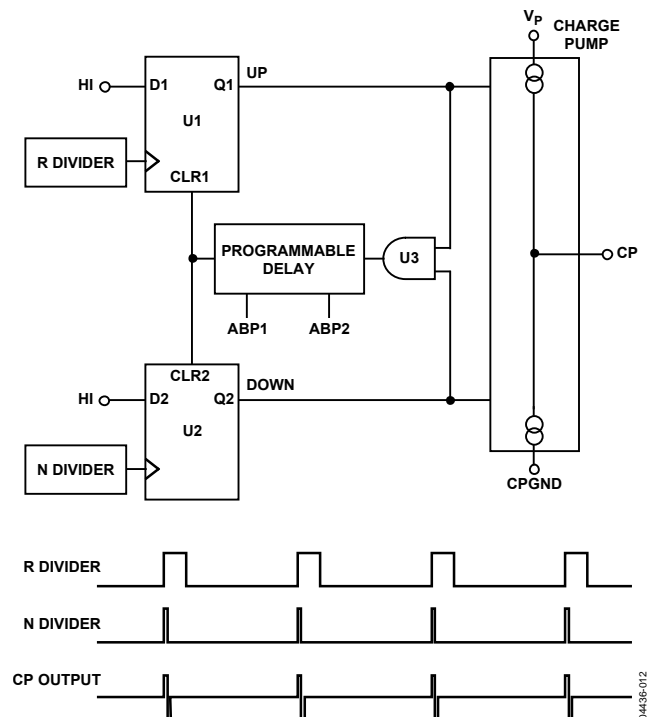 VP
CHARGE
PUMP
HI
D1
Q1
UP
U1
R DIVIDER
CLR1
PROGRAMMABLE
DELAY
U3
CP
ABP1
ABP2
CLR2
HI
D2
Q2
DOWN
U2
N DIVIDER
CPGND
R DIVIDER
N DIVIDER
CP OUTPUT
04436-012